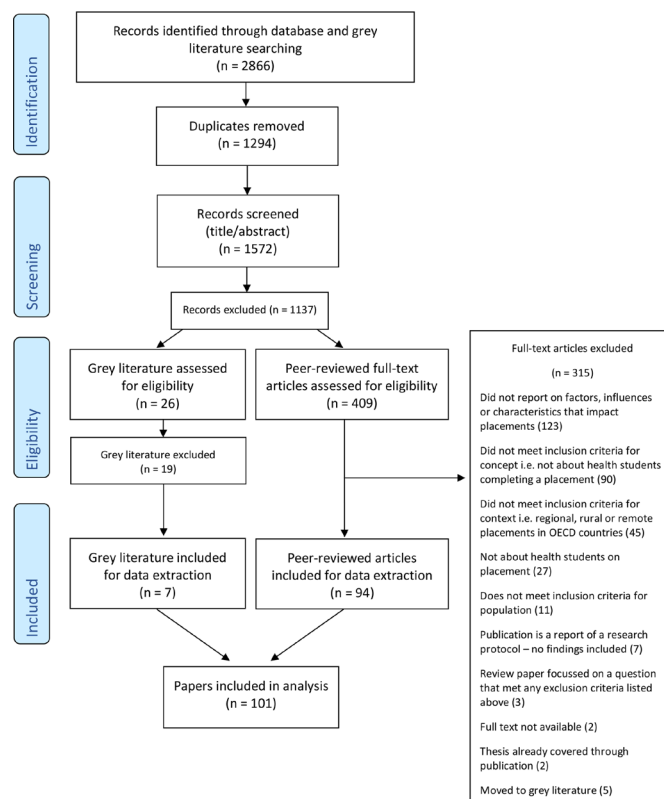 Identification
Records identified through database and grey
literature searching
(n = 2866)
Duplicates removed
(n = 1294)
Screening
Records screened
(title/abstract)
(n = 1572)
Records excluded (n = 1137)
Eligibility
Grey literature assessed
for eligibility
(n = 26)
Peer-reviewed full-text
articles assessed for eligibility
(n = 409)
Grey literature excluded
(n = 19)
Full-text articles excluded
(n = 315)
Did not report on factors, influences
or characteristics that impact
placements (123)
Did not meet inclusion criteria for
concept i.e. not about health students
completing a placement (90)
Did not meet inclusion criteria for
context i.e. regional, rural or remote
placements in OECD countries (45)
Not about health students on
placement (27)
Does not meet inclusion criteria for
population (11)
Publication is a report of a research
protocol – no findings included (7)
Review paper focussed on a question
that met any exclusion criteria listed
above (3)
Full text not available (2)
Thesis already covered through
publication (2)
Moved to grey literature (5)
Included
Grey literature included
for data extraction
(n = 7)
Peer-reviewed articles
included for data extraction
(n = 94)
Papers included in analysis
(n = 101)